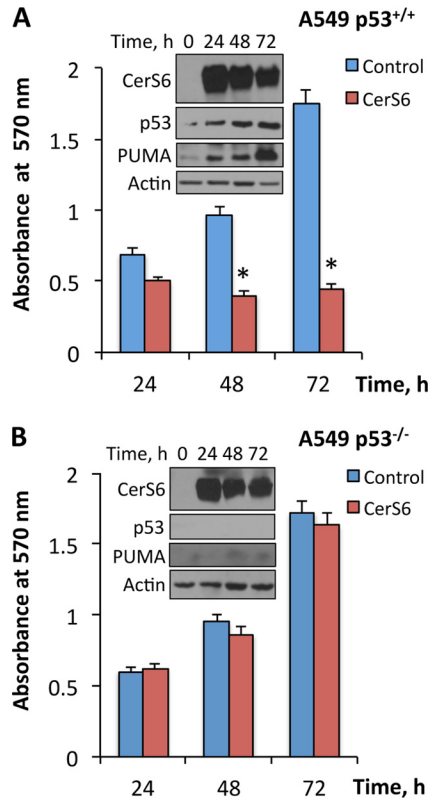 A
A549 p53+/+
Time, h 0 24 48 72
Control
CerS6
CerS6
p53
PUMA
Actin
Absorbance at 570 nm
2
1.5
1
0.5
0
*
*
24 48 72 Time, h
B
A549 p53-/-
Time, h 0 24 48 72
Control
CerS6
CerS6
p53
PUMA
Actin
Absorbance at 570 nm
2
1.5
1
0.5
0
24 48 72 Time, h